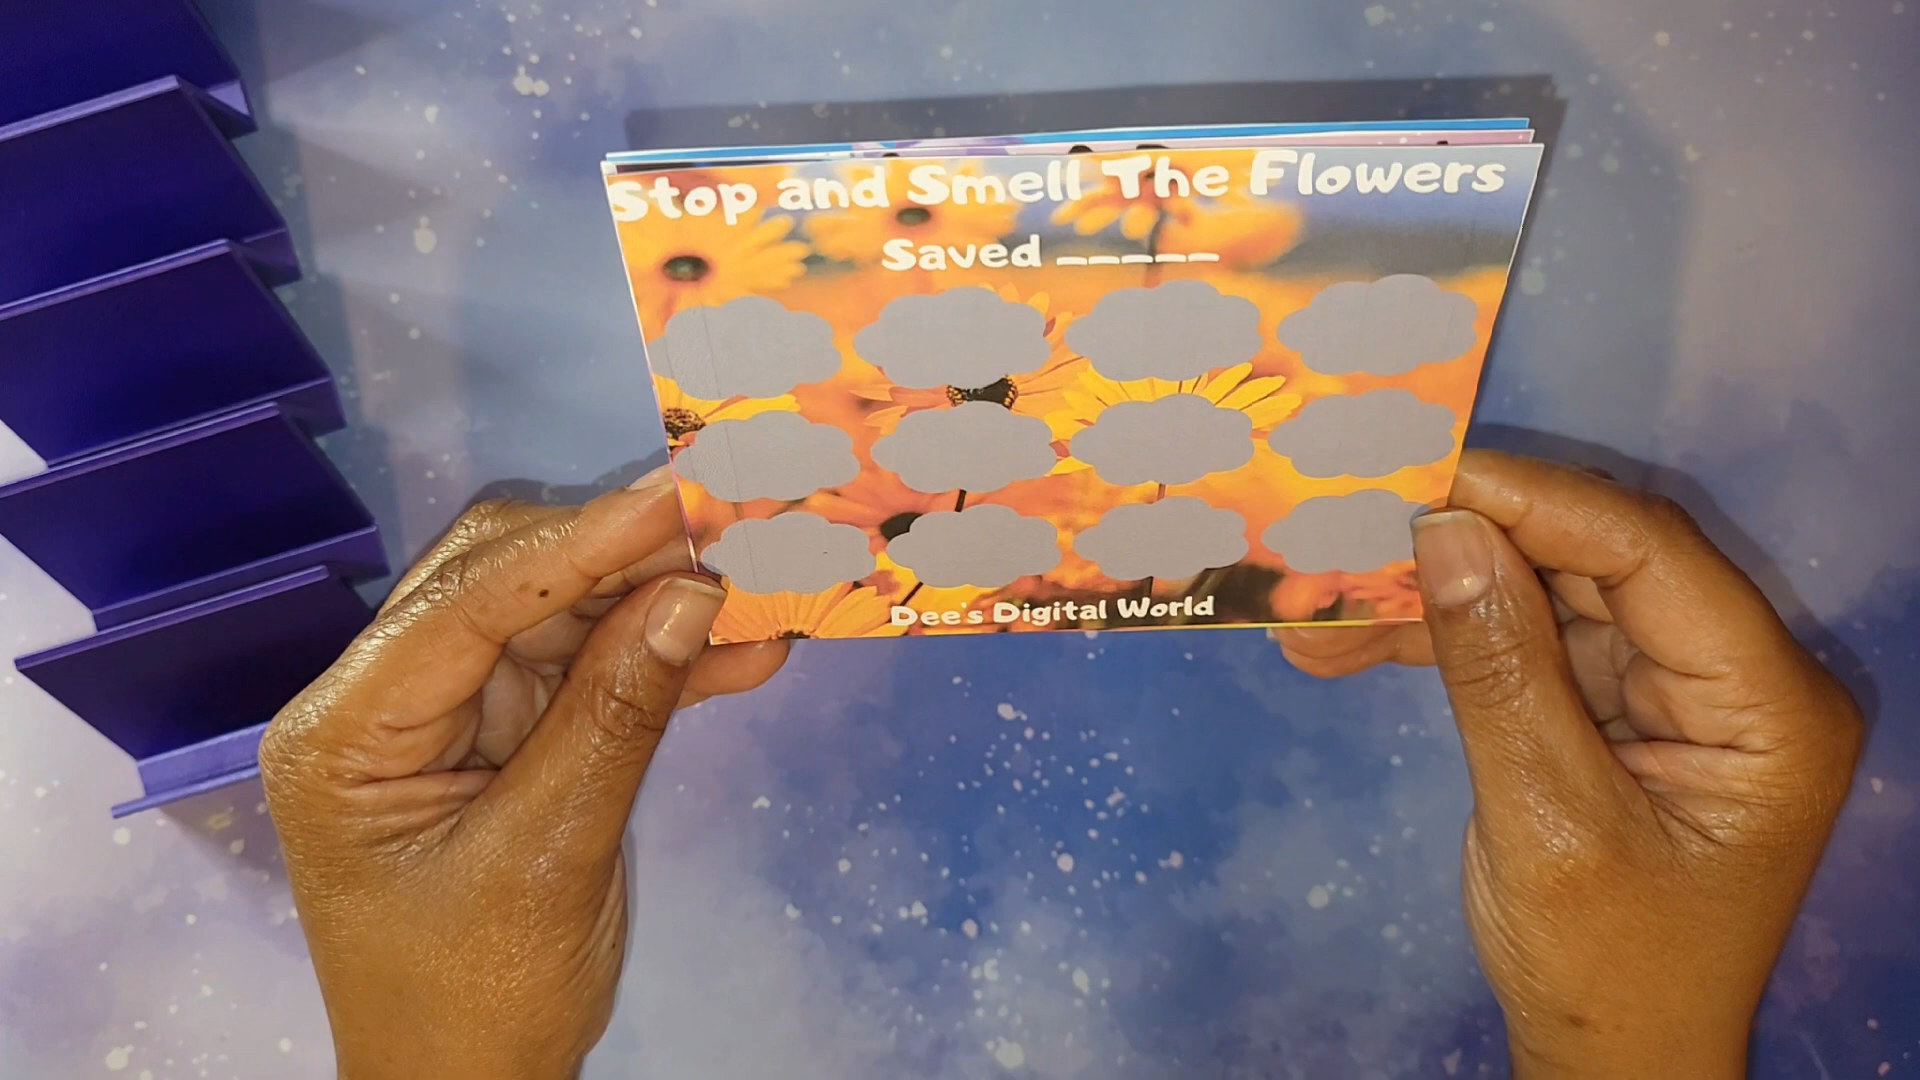 Stop and Smell The Flowers
Saved _____
Dee's Digital World